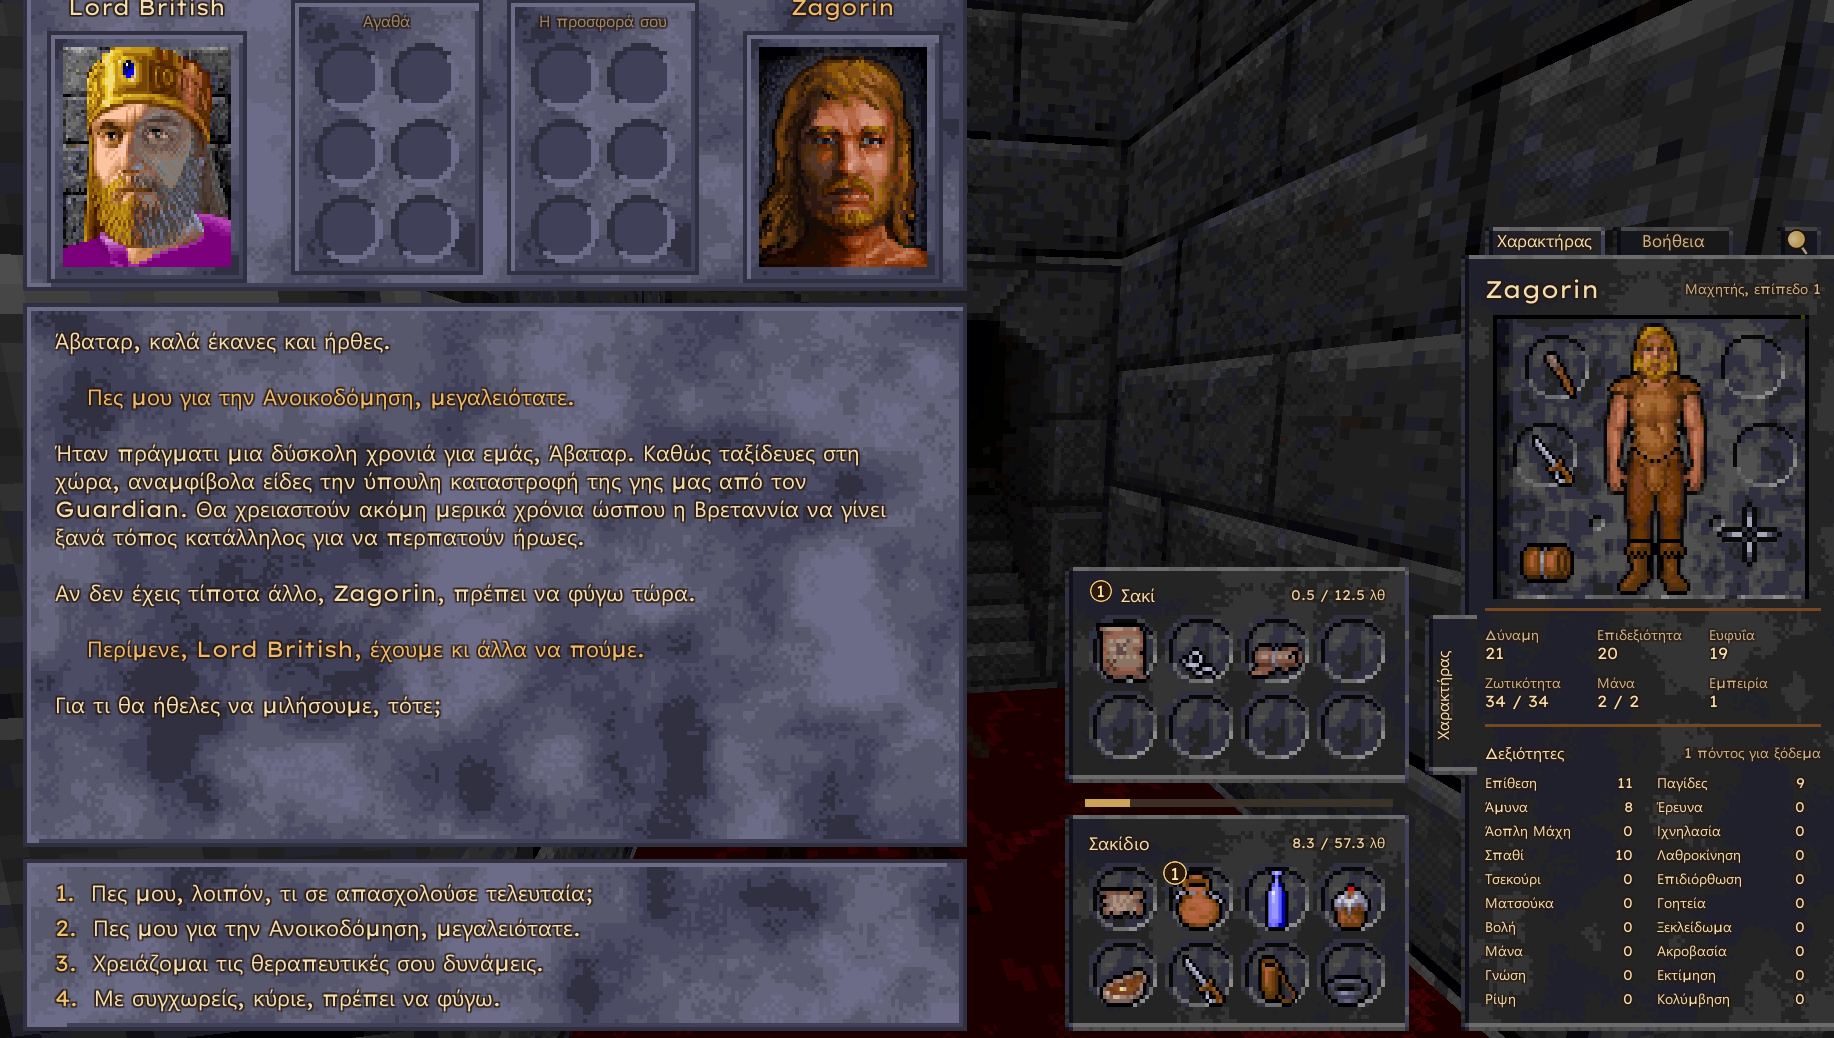 Lord British
Αγαθά
Η προσφορά σου
Zagorin
Άβαταρ, καλά έκανες και ήρθες.
Πες μου για την Ανοικοδόμηση, μεγαλειότατε.
Ήταν πράγματι μια δύσκολη χρονιά για εμάς, Άβαταρ. Καθώς ταξίδευες στη
χώρα, αναμφίβολα είδες την ύπουλη καταστροφή της γης μας από τον
Guardian. Θα χρειαστούν ακόμη μερικά χρόνια ώσπου η Βρεταννία να γίνει
ξανά τόπος κατάλληλος για να περπατούν ήρωες.
Αν δεν έχεις τίποτα άλλο, Zagorin, πρέπει να φύγω τώρα.
Περίμενε, Lord British, έχουμε κι άλλα να πούμε.
Για τι θα ήθελες να μιλήσουμε, τότε;
1. Πες μου, λοιπόν, τι σε απασχολούσε τελευταία;
2. Πες μου για την Ανοικοδόμηση, μεγαλειότατε.
3. Χρειάζομαι τις θεραπευτικές σου δυνάμεις.
4. Με συγχωρείς, κύριε, πρέπει να φύγω.
1 Σακί 0.5 / 12.5 λθ
Σακίδιο 8.3 / 57.3 λθ
1
Χαρακτήρας
Χαρακτήρας Βοήθεια
Zagorin Μαχητής, επίπεδο 1
Δύναμη Επιδεξιότητα Ευφυΐα
21 20 19
Ζωτικότητα Μάνα Εμπειρία
34 / 34 2 / 2 1
Δεξιότητες 1 πόντος για ξόδεμα
Επίθεση 11 Παγίδες 9
Άμυνα 8 Έρευνα 0
Άοπλη Μάχη 0 Ιχνηλασία 0
Σπαθί 10 Λαθροκίνηση 0
Τσεκούρι 0 Επιδιόρθωση 0
Ματσούκα 0 Γοητεία 0
Βολή 0 Ξεκλείδωμα 0
Μάνα 0 Ακροβασία 0
Γνώση 0 Εκτίμηση 0
Ρίψη 0 Κολύμβηση 0